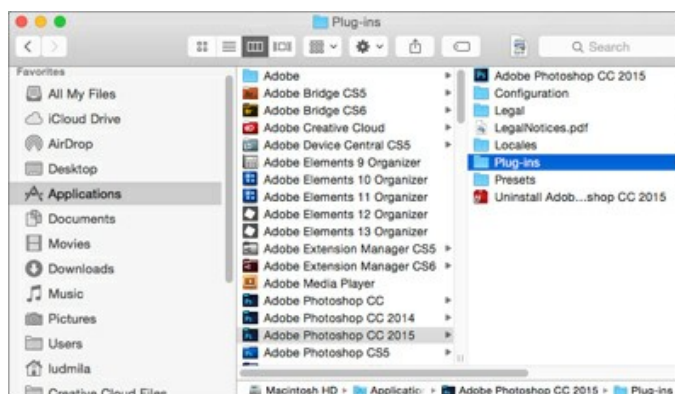 Plug-ins
Search
Favorites
All My Files
iCloud Drive
AirDrop
Desktop
Applications
Documents
Movies
Downloads
Music
Pictures
Users
ludmila
Creative Cloud Files
Adobe
Adobe Bridge CS5
Adobe Bridge CS6
Adobe Creative Cloud
Adobe Device Central CS5
Adobe Elements 9 Organizer
Adobe Elements 10 Organizer
Adobe Elements 11 Organizer
Adobe Elements 12 Organizer
Adobe Elements 13 Organizer
Adobe Extension Manager CS5
Adobe Extension Manager CS6
Adobe Media Player
Adobe Photoshop CC
Adobe Photoshop CC 2014
Adobe Photoshop CC 2015
Adobe Photoshop CS5
Adobe Photoshop CC 2015
Configuration
Legal
LegalNotices.pdf
Locales
Plug-ins
Presets
Uninstall Adob...shop CC 2015
Macintosh HD Applicatio Adobe Photoshop CC 2015 Plug-ins